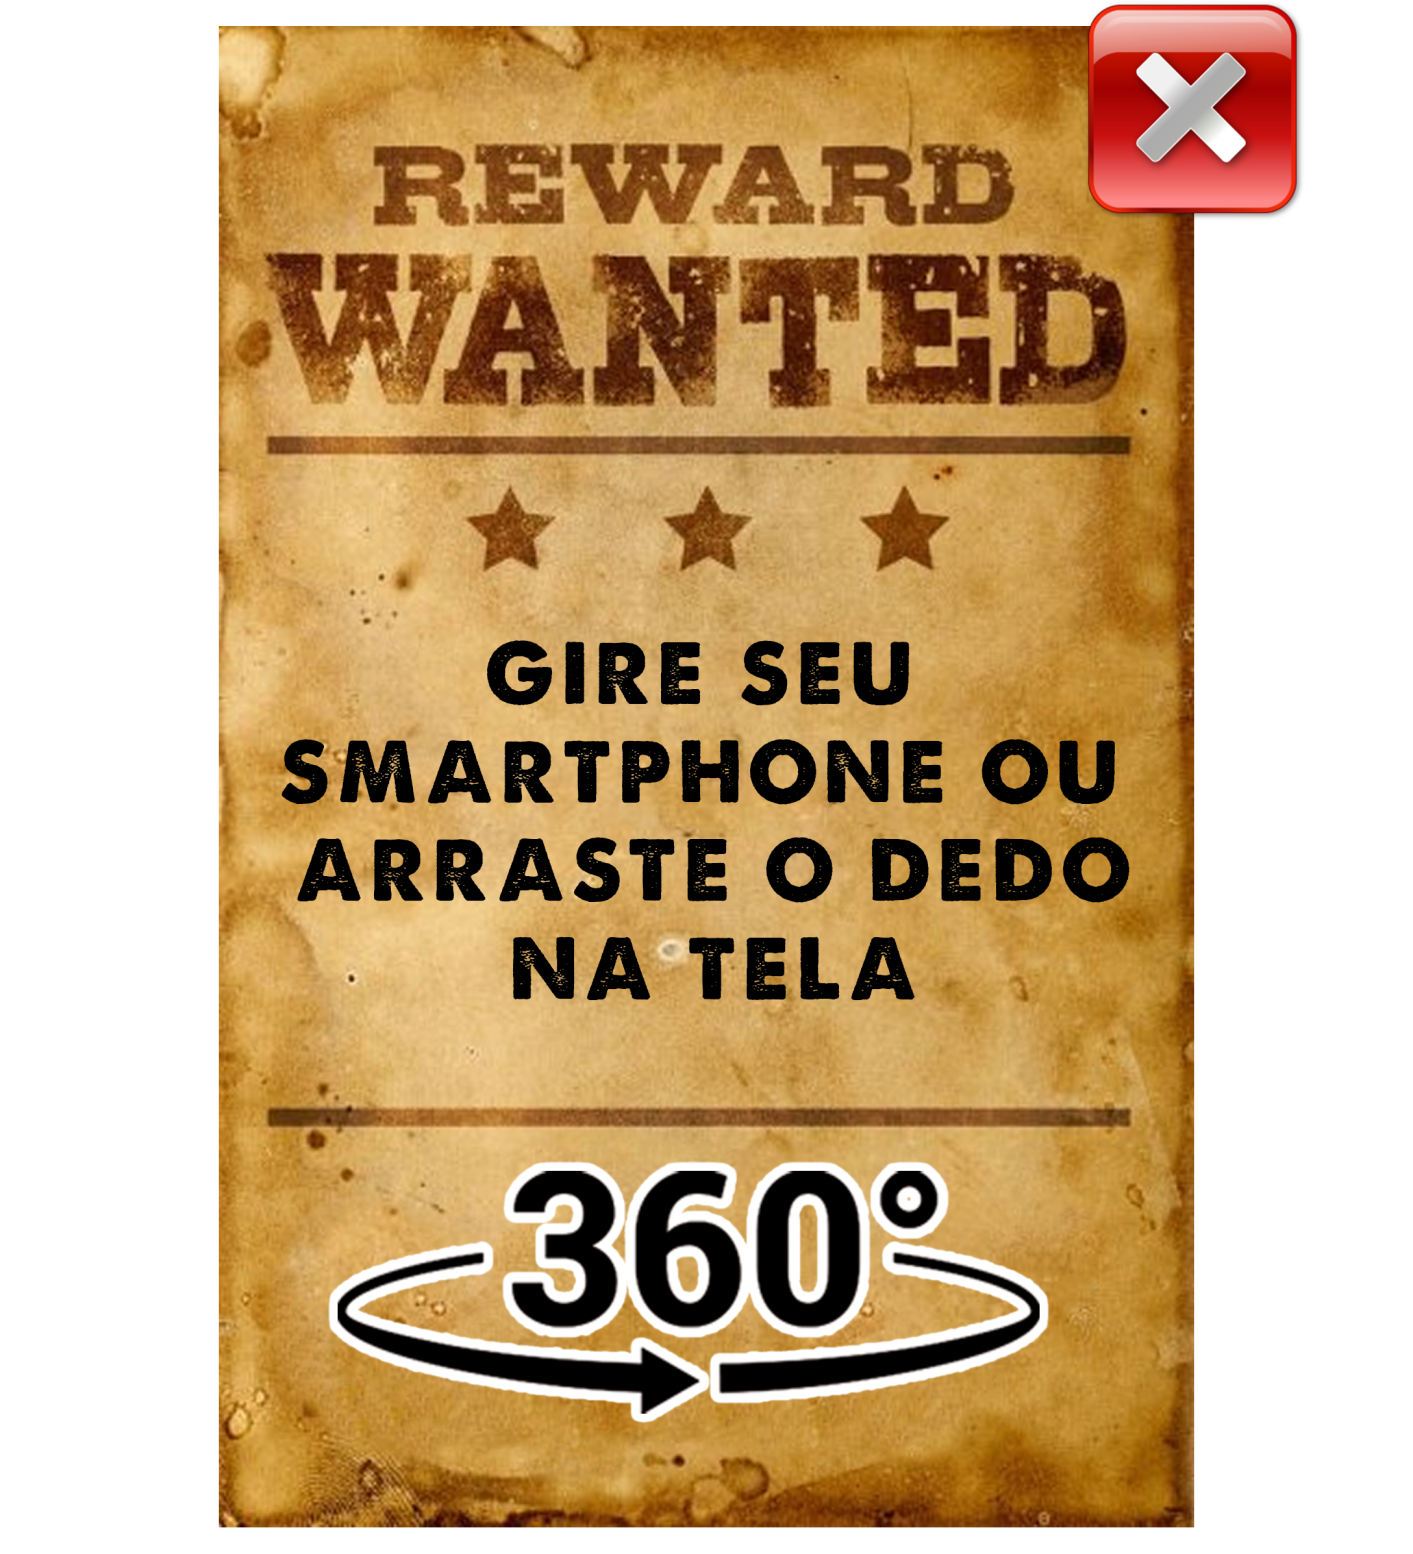 REWARD
WANTED
GIRE SEU
SMARTPHONE OU
ARRASTE O DEDO
NA TELA
360°